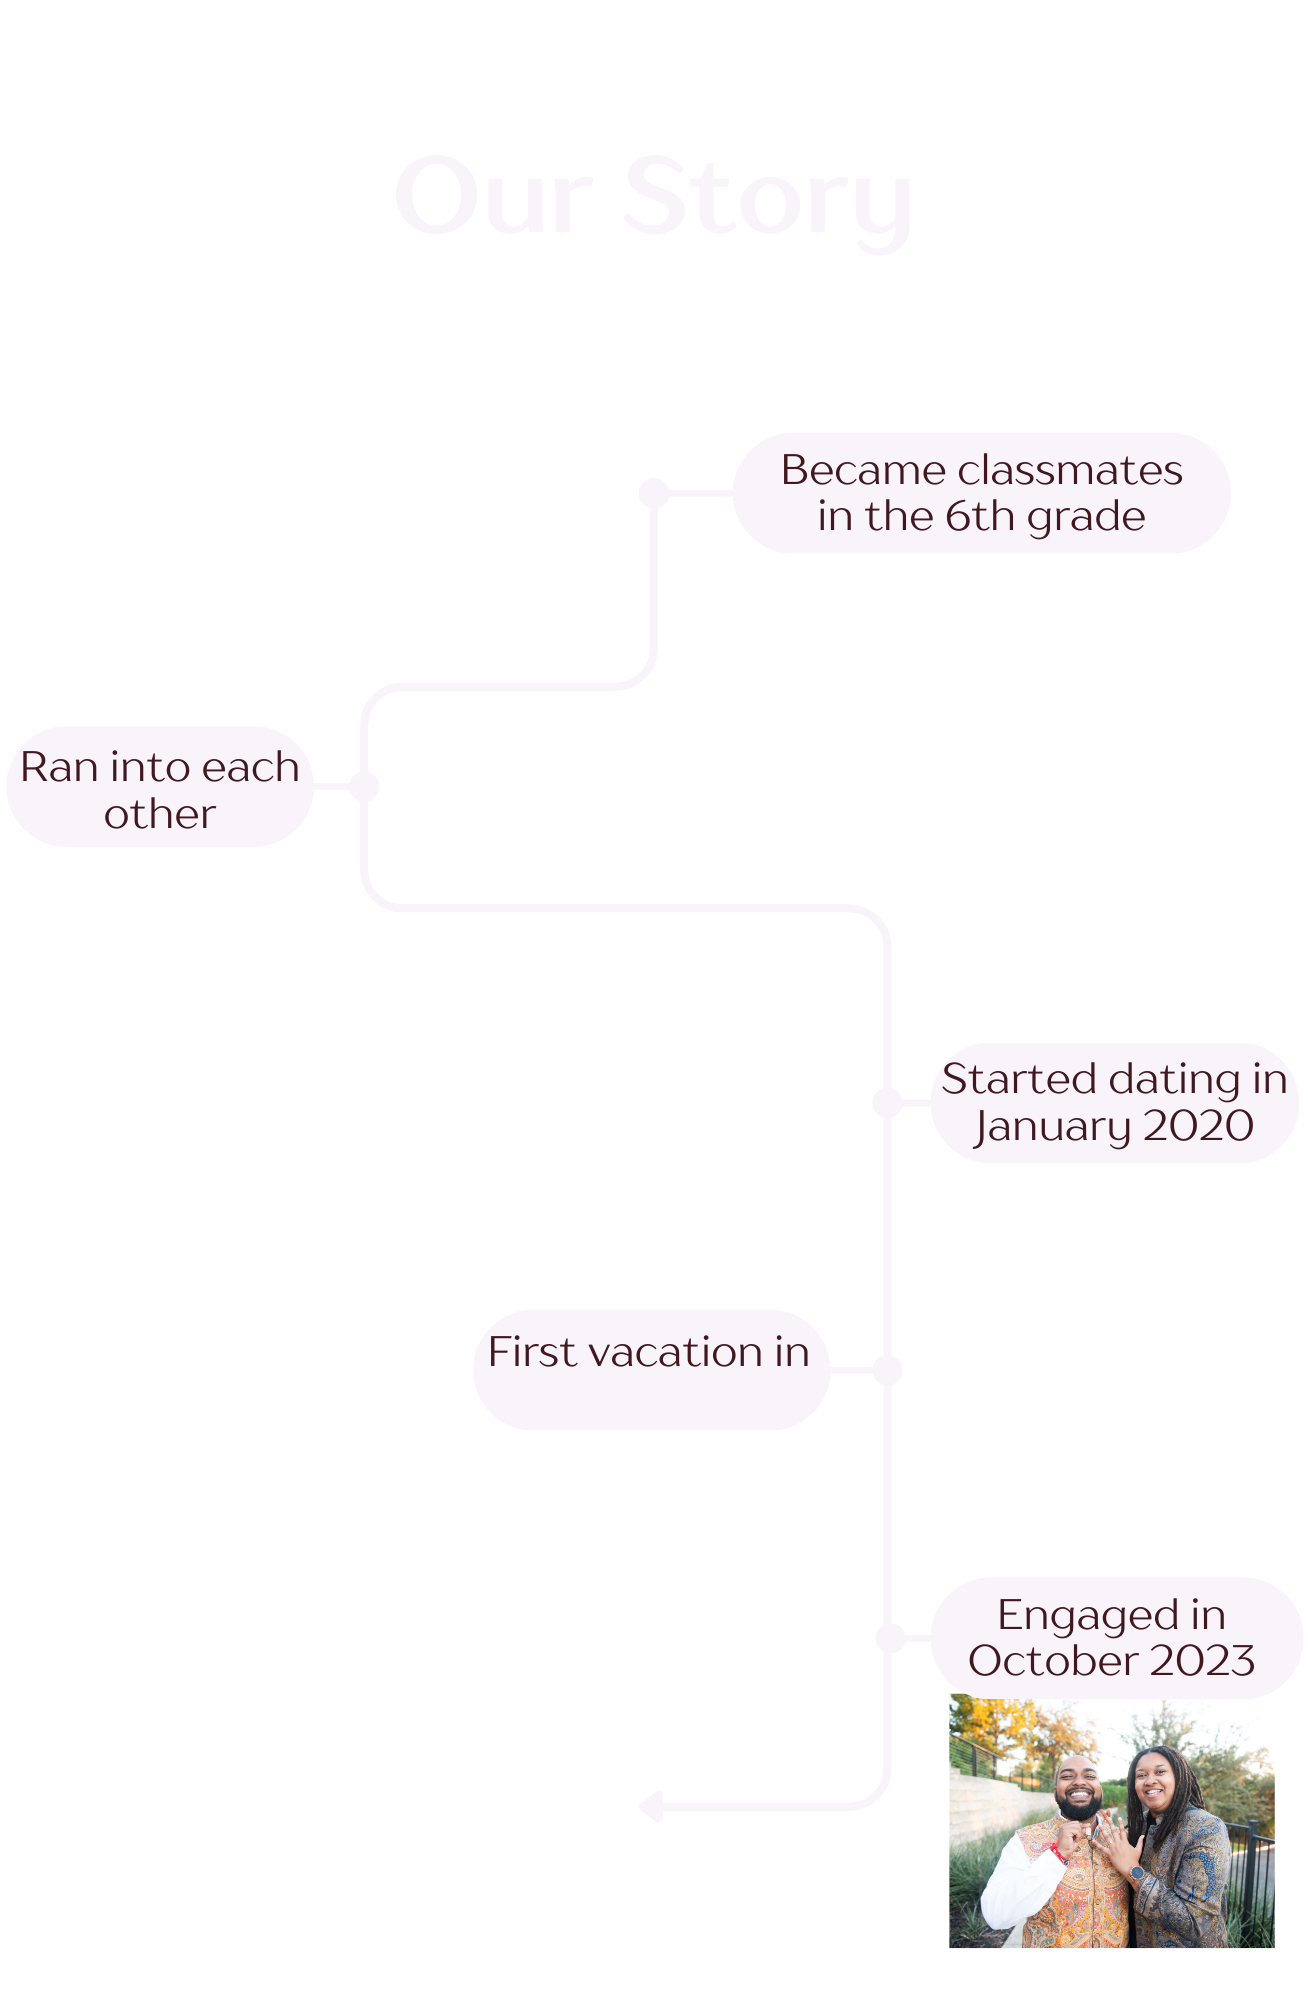 Our Story
Became classmates
in the 6th grade
Ran into each
other
Started dating in
January 2020
First vacation in
Engaged in
October 2023